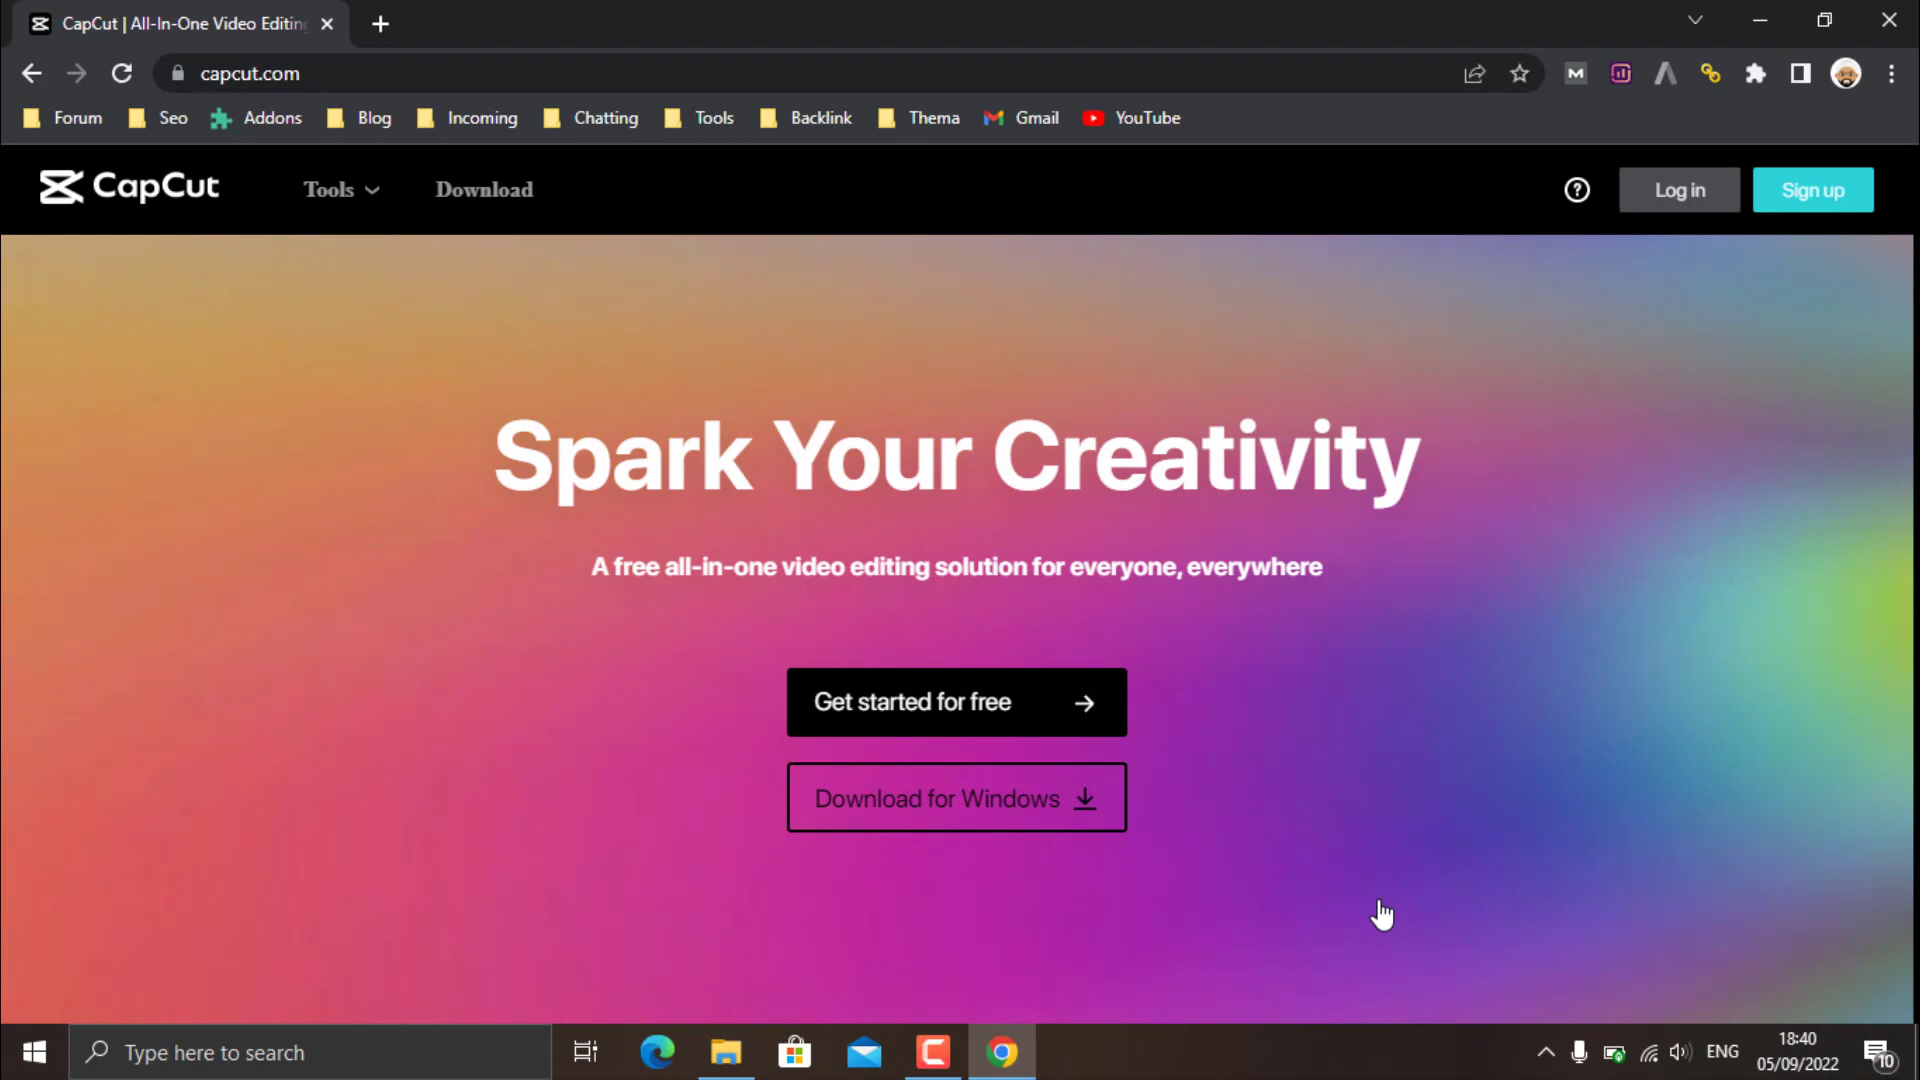 CapCut | All-In-One Video Editing
capcut.com
Forum
Seo
Addons
Blog
Incoming
Chatting
Tools
Backlink
Thema
Gmail
YouTube
CapCut
Tools
Download
Log in
Sign up
Spark Your Creativity
A free all-in-one video editing solution for everyone, everywhere
Get started for free
Download for Windows
Type here to search
ENG
18:40
05/09/2022
10